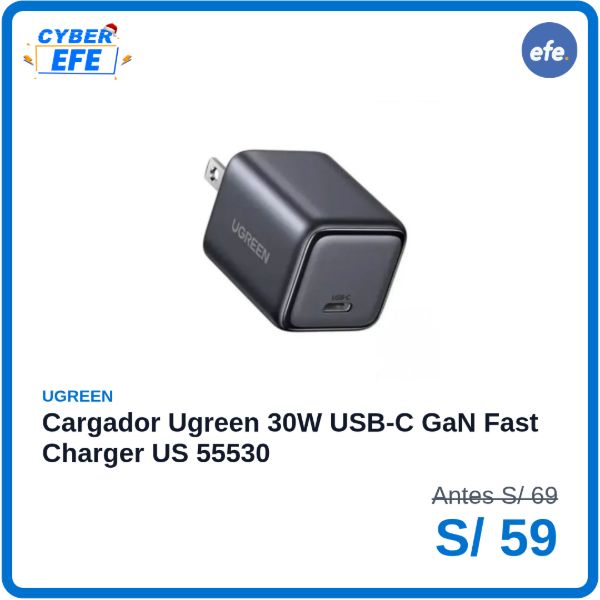 CYBER
EFE
efe.
UGREEN
USB-C
UGREEN
Cargador Ugreen 30W USB-C GaN Fast
Charger US 55530
Antes S/ 69
S/ 59